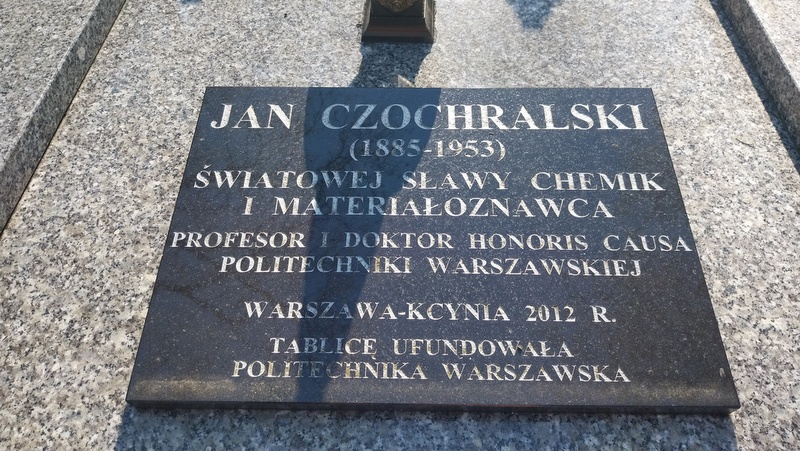 JAN CZOCHRALSKI
(1885-1953)
ŚWIATOWEJ SŁAWY CHEMIK
I MATERIAŁOZNAWCA
PROFESOR I DOKTOR HONORIS CAUSA
POLITECHNIKI WARSZAWSKIEJ
WARSZAWA-KCYNIA 2012 R.
TABLICĘ UFUNDOWAŁA
POLITECHNIKA WARSZAWSKA